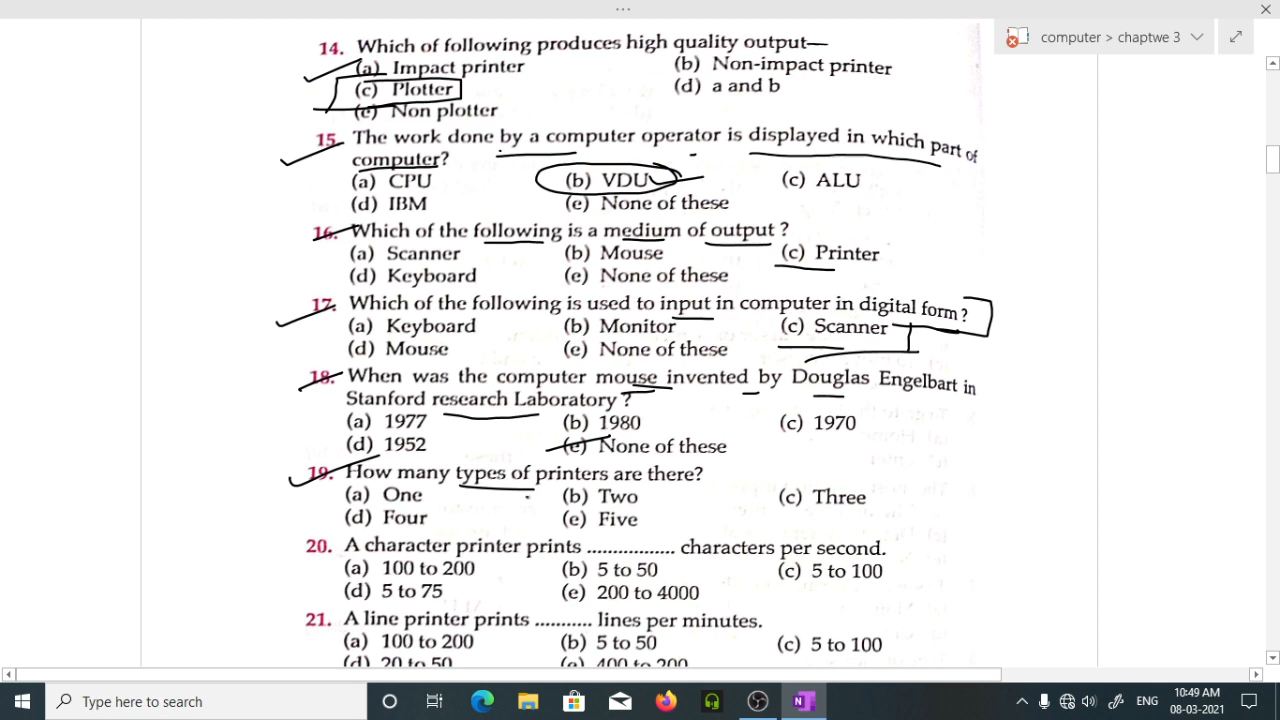 computer > chaptwe 3
14. Which of following produces high quality output—
(a) Impact printer (b) Non-impact printer
(c) Plotter (d) a and b
(e) Non plotter
15. The work done by a computer operator is displayed in which part of
computer?
(a) CPU (b) VDU (c) ALU
(d) IBM (e) None of these
16. Which of the following is a medium of output ?
(a) Scanner (b) Mouse (c) Printer
(d) Keyboard (e) None of these
17. Which of the following is used to input in computer in digital form ?
(a) Keyboard (b) Monitor (c) Scanner
(d) Mouse (e) None of these
18. When was the computer mouse invented by Douglas Engelbart in
Stanford research Laboratory ?
(a) 1977 (b) 1980 (c) 1970
(d) 1952 (e) None of these
19. How many types of printers are there?
(a) One (b) Two (c) Three
(d) Four (e) Five
20. A character printer prints ................. characters per second.
(a) 100 to 200 (b) 5 to 50 (c) 5 to 100
(d) 5 to 75 (e) 200 to 4000
21. A line printer prints ........... lines per minutes.
(a) 100 to 200 (b) 5 to 50 (c) 5 to 100
(d) 20 to 50 (e) 400 to 200
Type here to search
ENG
10:49 AM
08-03-2021